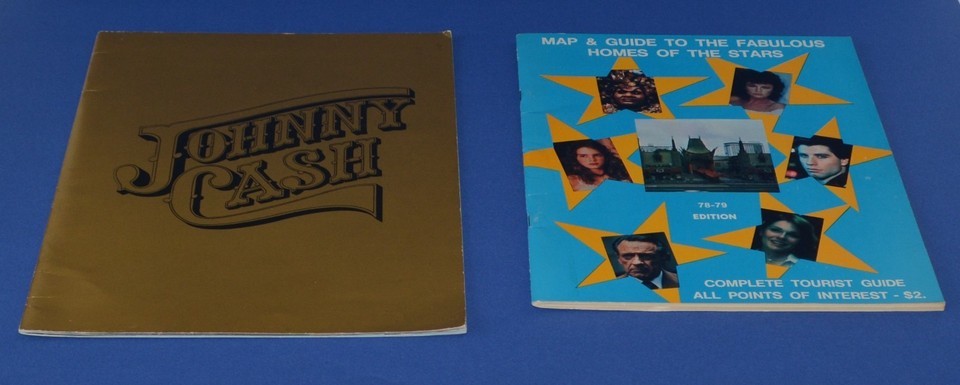 JOHNNY
CASH
MAP & GUIDE TO THE FABULOUS
HOMES OF THE STARS
78-79
EDITION
COMPLETE TOURIST GUIDE
ALL POINTS OF INTEREST - $2.